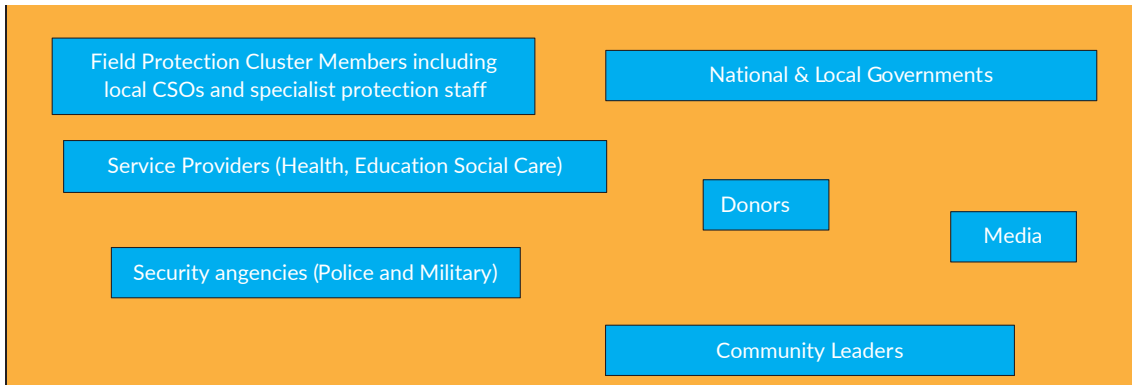 Field Protection Cluster Members including
local CSOs and specialist protection staff
National & Local Governments
Service Providers (Health, Education Social Care)
Donors
Media
Security angencies (Police and Military)
Community Leaders